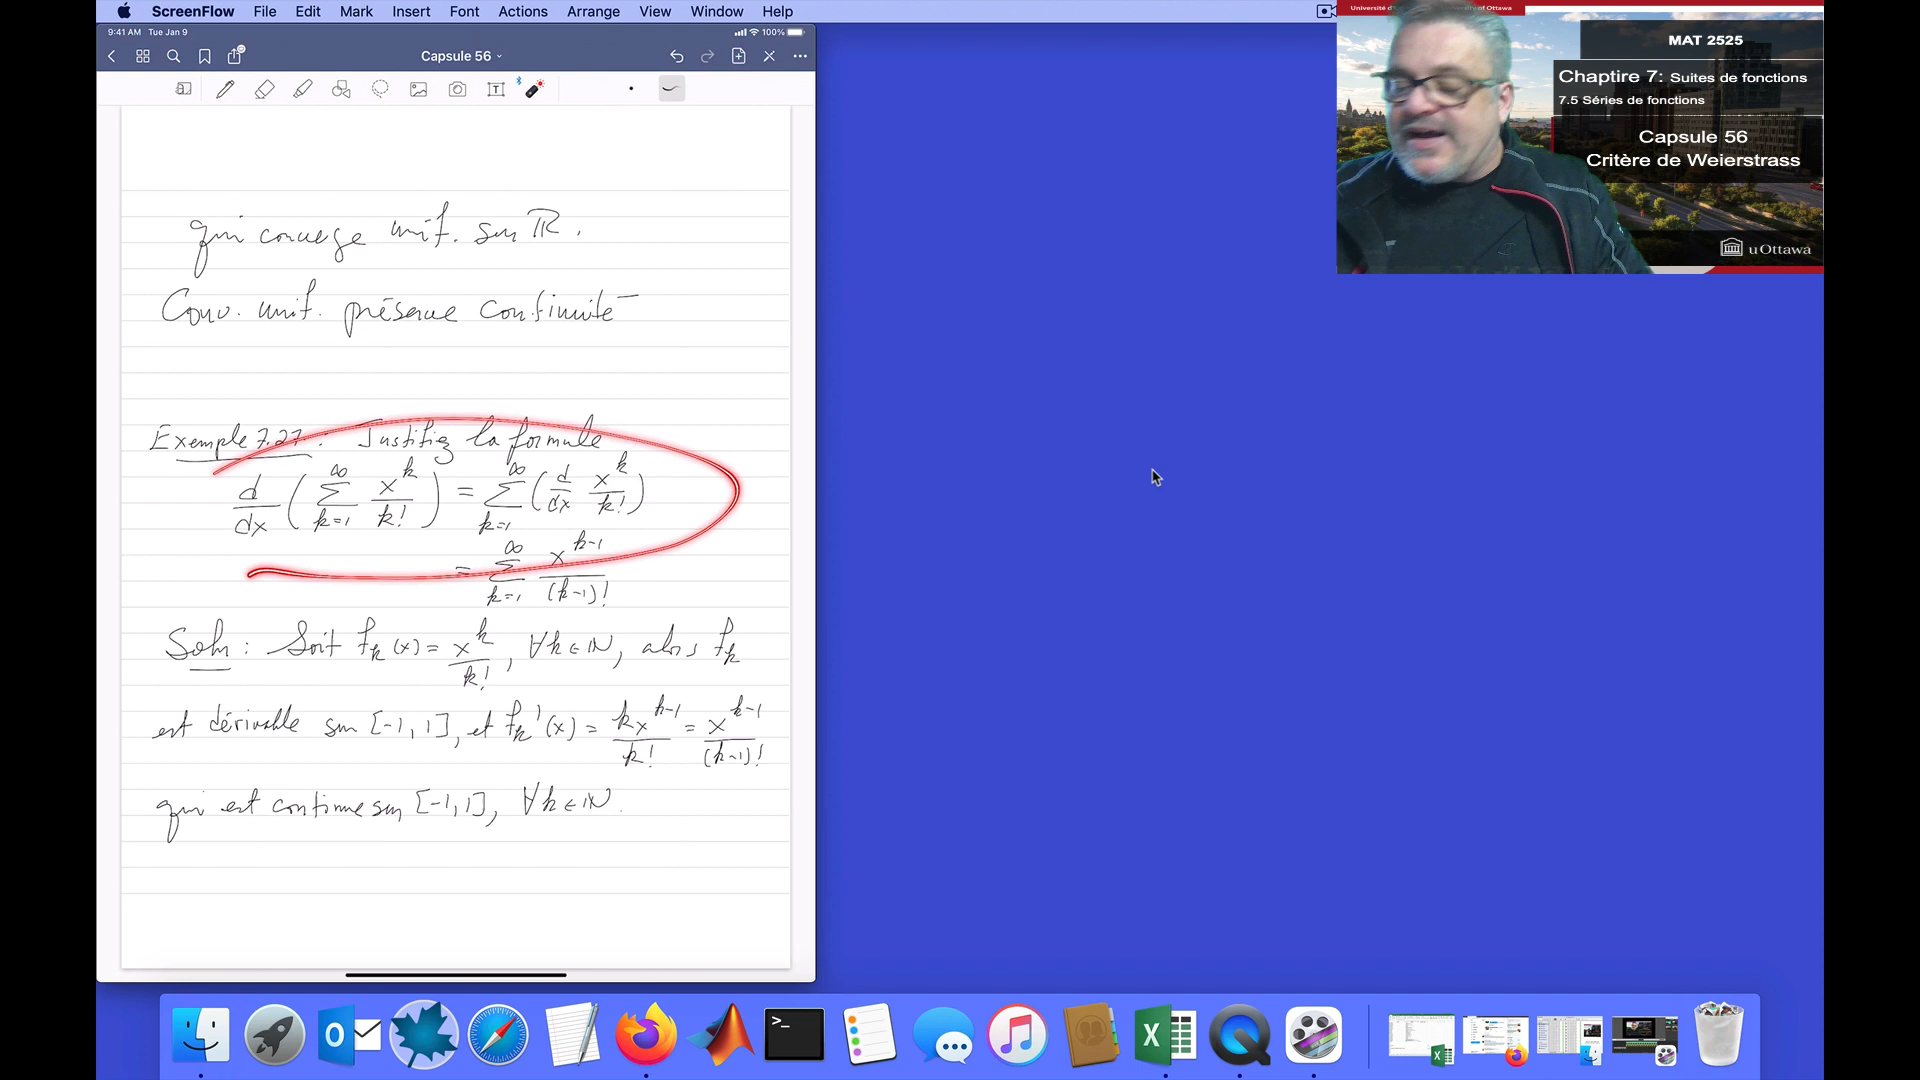 ScreenFlow File Edit Mark Insert Font Actions Arrange View Window Help
9:41 AM Tue Jan 9
100%
Capsule 56
qui converge unif. sur ℝ.
Conv. unif. préserve continuité
Exemple 7.27 : Justifiez la formule
d/dx ( ∑_{k=1}^{∞} x^k/k! ) = ∑_{k=1}^{∞} ( d/dx x^k/k! )
= ∑_{k=1}^{∞} x^{k-1}/(k-1)!
Soln : Soit f_k(x) = x^k/k!, ∀k∈ℕ, alors f_k
est dérivable sur [-1,1], et f_k'(x) = kx^{k-1}/k! = x^{k-1}/(k-1)!
qui est continue sur [-1,1], ∀k∈ℕ.
MAT 2525
Chaptire 7: Suites de fonctions
7.5 Séries de fonctions
Capsule 56
Critère de Weierstrass
uOttawa